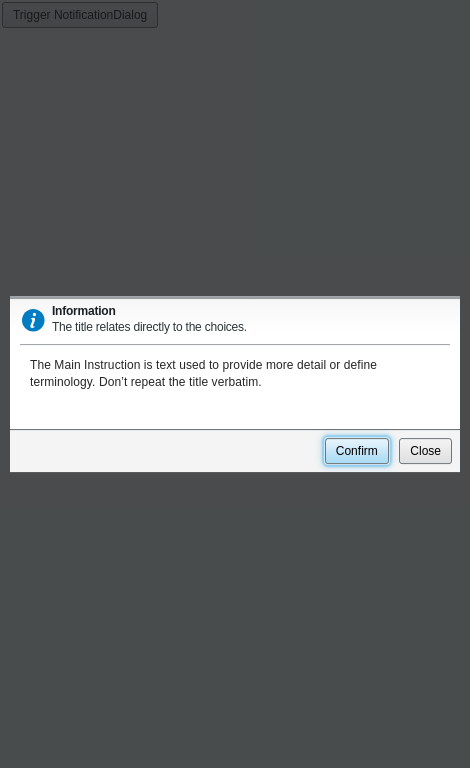 Trigger NotificationDialog
Information
The title relates directly to the choices.
The Main Instruction is text used to provide more detail or define
terminology. Don't repeat the title verbatim.
Confirm Close